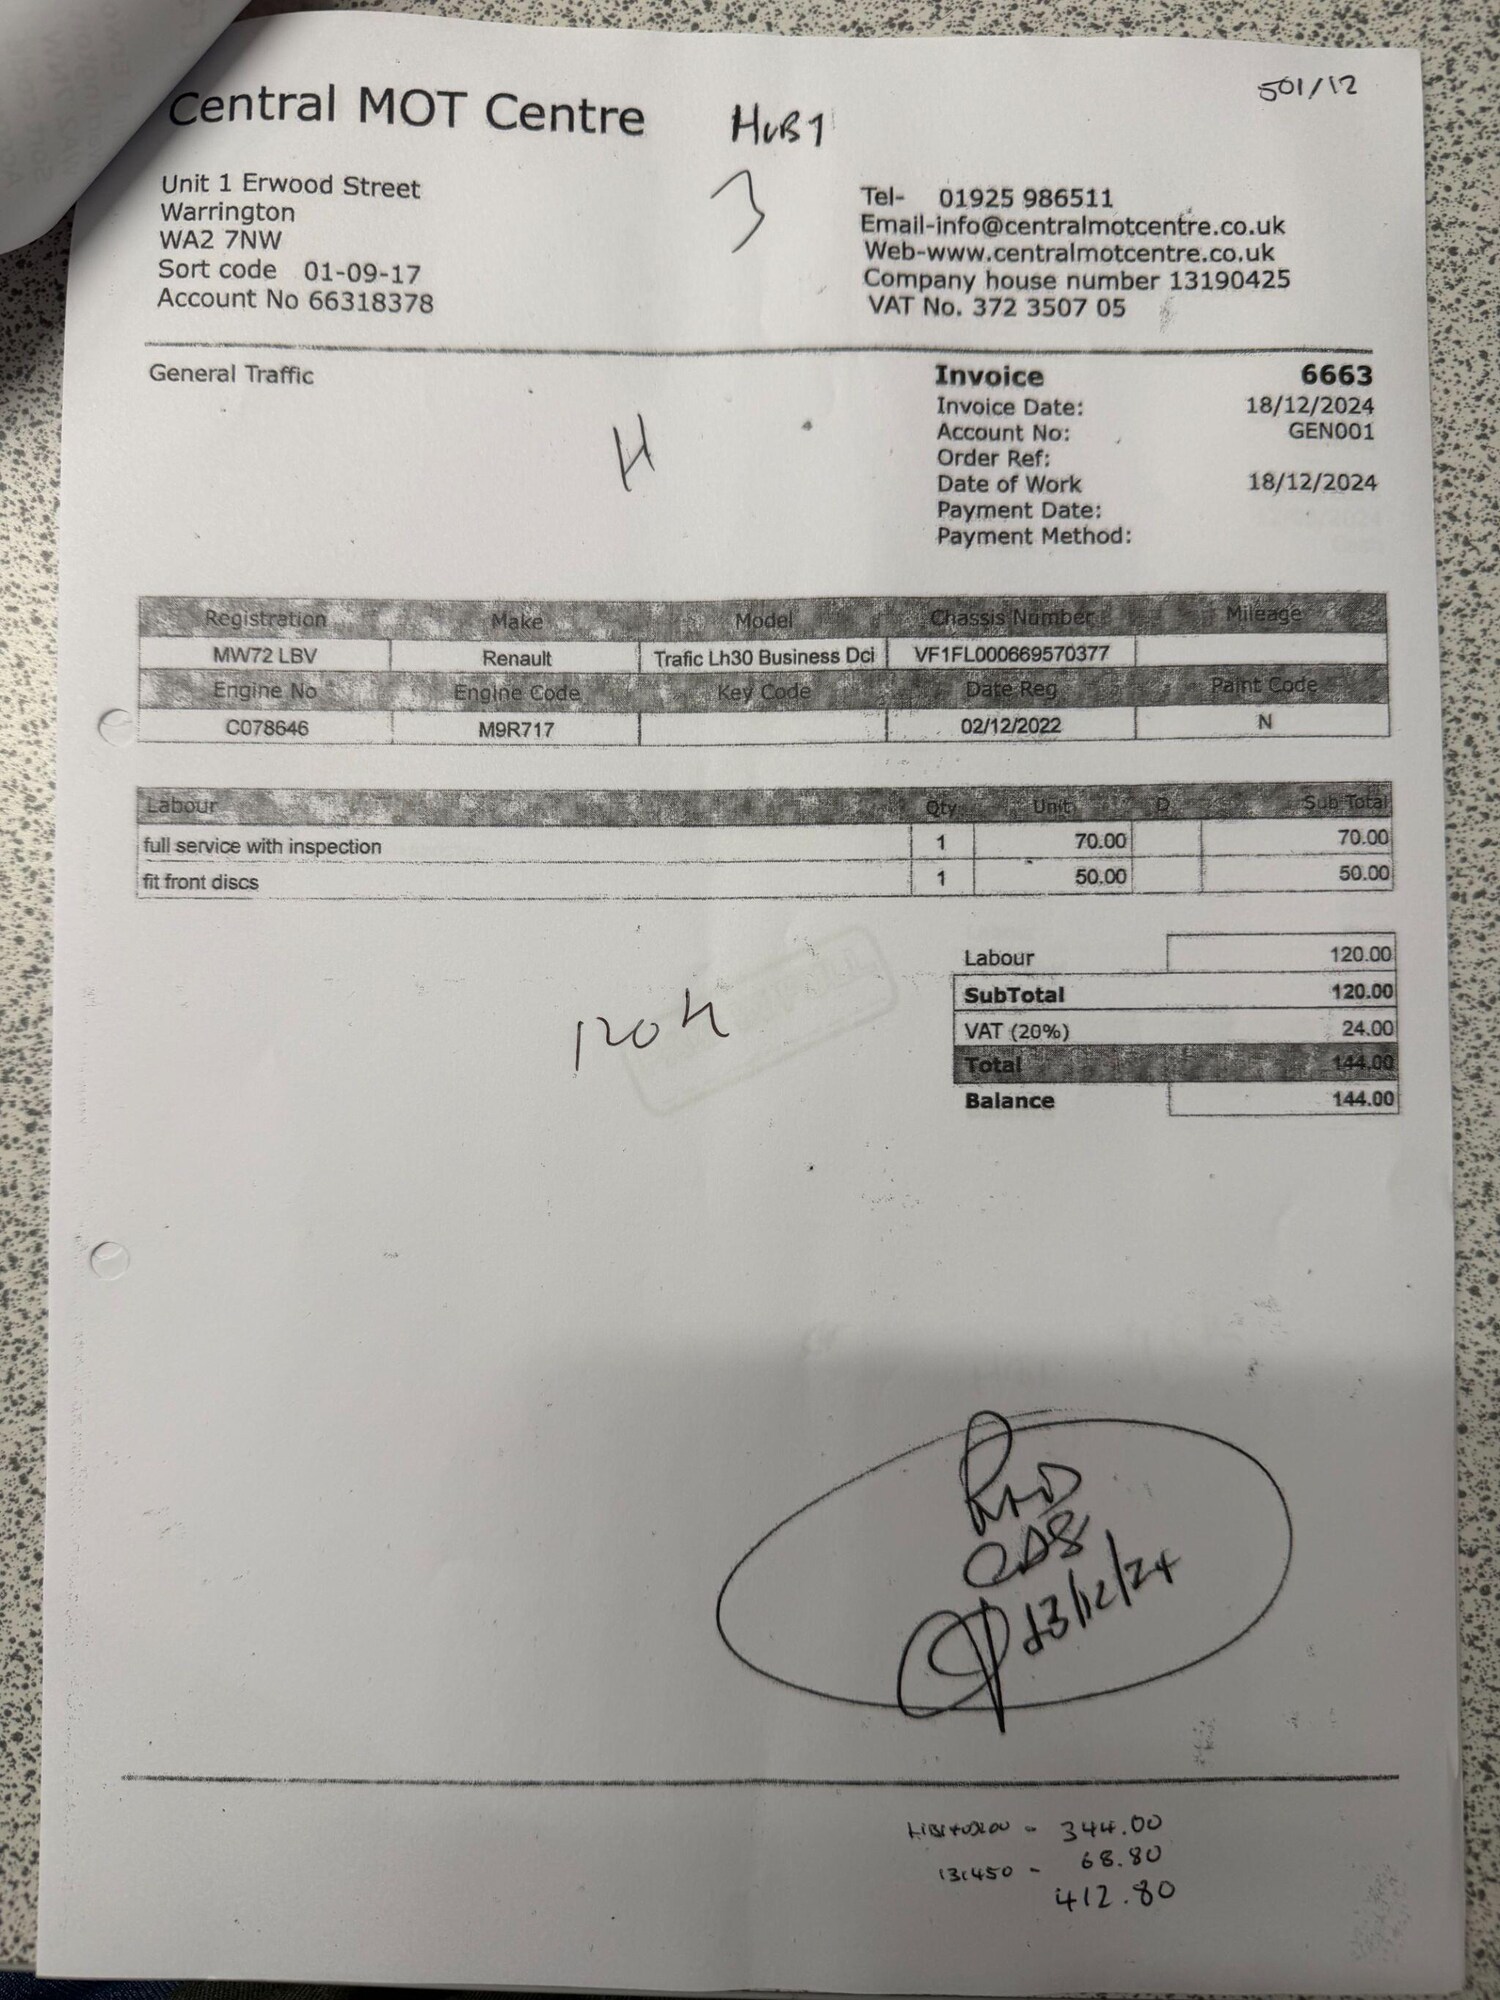 Central MOT Centre
HUB1
501/12
Unit 1 Erwood Street
Warrington
WA2 7NW
Sort code 01-09-17
Account No 66318378
3
Tel- 01925 986511
Email-info@centralmotcentre.co.uk
Web-www.centralmotcentre.co.uk
Company house number 13190425
VAT No. 372 3507 05
General Traffic
H
Invoice 6663
Invoice Date: 18/12/2024
Account No: GEN001
Order Ref:
Date of Work 18/12/2024
Payment Date:
Payment Method:
Registration Make Model Chassis Number Mileage
MW72 LBV Renault Trafic Lh30 Business Dci VF1FL000669570377
Engine No Engine Code Key Code Date Reg Paint Code
C078646 M9R717 02/12/2022 N
Labour Qty Unit D Sub Total
full service with inspection 1 70.00 70.00
fit front discs 1 50.00 50.00
Labour 120.00
SubTotal 120.00
VAT (20%) 24.00
Total 144.00
Balance 144.00
120 H
/12/24
- 344.00
131450 - 68.80
412.80